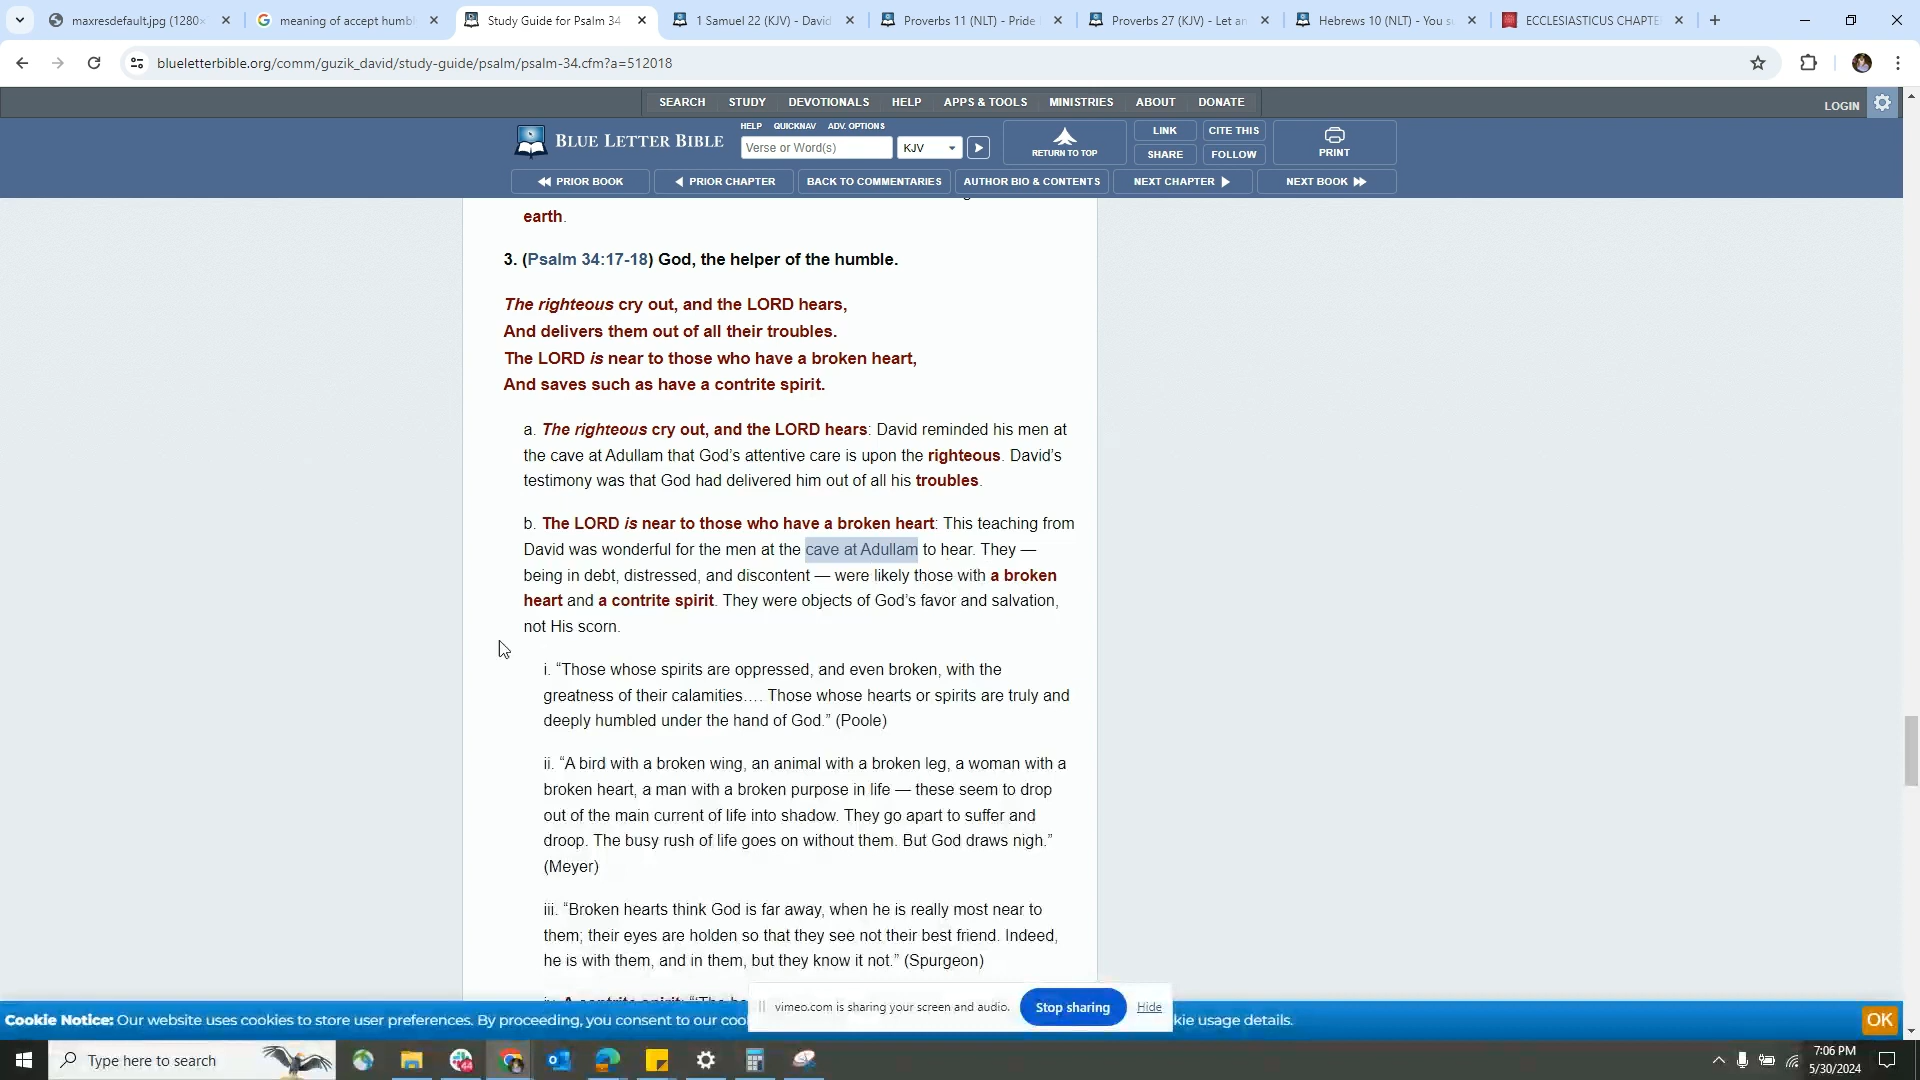 maxresdefault.jpg (1280×
meaning of accept humb
Study Guide for Psalm 34
1 Samuel 22 (KJV) - David
Proverbs 11 (NLT) - Pride
Proverbs 27 (KJV) - Let an
Hebrews 10 (NLT) - You s
ECCLESIASTICUS CHAPTE
blueletterbible.org/comm/guzik_david/study-guide/psalm/psalm-34.cfm?a=512018
SEARCH STUDY DEVOTIONALS HELP APPS & TOOLS MINISTRIES ABOUT DONATE
LOGIN
BLUE LETTER BIBLE
HELP QUICKNAV ADV. OPTIONS
Verse or Word(s)
KJV
RETURN TO TOP
LINK
CITE THIS
SHARE
FOLLOW
PRINT
PRIOR BOOK
PRIOR CHAPTER
BACK TO COMMENTARIES
AUTHOR BIO & CONTENTS
NEXT CHAPTER
NEXT BOOK
earth.
3. (Psalm 34:17-18) God, the helper of the humble.
The righteous cry out, and the LORD hears,
And delivers them out of all their troubles.
The LORD is near to those who have a broken heart,
And saves such as have a contrite spirit.
a. The righteous cry out, and the LORD hears: David reminded his men at
the cave at Adullam that God’s attentive care is upon the righteous. David’s
testimony was that God had delivered him out of all his troubles.
b. The LORD is near to those who have a broken heart: This teaching from
David was wonderful for the men at the cave at Adullam to hear. They —
being in debt, distressed, and discontent — were likely those with a broken
heart and a contrite spirit. They were objects of God’s favor and salvation,
not His scorn.
i. “Those whose spirits are oppressed, and even broken, with the
greatness of their calamities…. Those whose hearts or spirits are truly and
deeply humbled under the hand of God.” (Poole)
ii. “A bird with a broken wing, an animal with a broken leg, a woman with a
broken heart, a man with a broken purpose in life — these seem to drop
out of the main current of life into shadow. They go apart to suffer and
droop. The busy rush of life goes on without them. But God draws nigh.”
(Meyer)
iii. “Broken hearts think God is far away, when he is really most near to
them; their eyes are holden so that they see not their best friend. Indeed,
he is with them, and in them, but they know it not.” (Spurgeon)
iv. A contrite spirit: “‘The
vimeo.com is sharing your screen and audio.
Stop sharing
Hide
Cookie Notice: Our website uses cookies to store user preferences. By proceeding, you consent to our coo
kie usage details.
OK
Type here to search
44
7:06 PM
5/30/2024